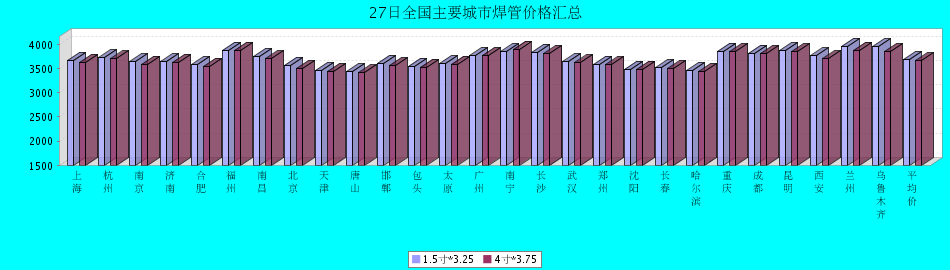 27日全国主要城市焊管价格汇总
4000
3500
3000
2500
2000
1500
上海
杭州
南京
济南
合肥
福州
南昌
北京
天津
唐山
邯郸
包头
太原
广州
南宁
长沙
武汉
郑州
沈阳
长春
哈尔滨
重庆
成都
昆明
西安
兰州
乌鲁木齐
平均价
1.5寸*3.25
4寸*3.75